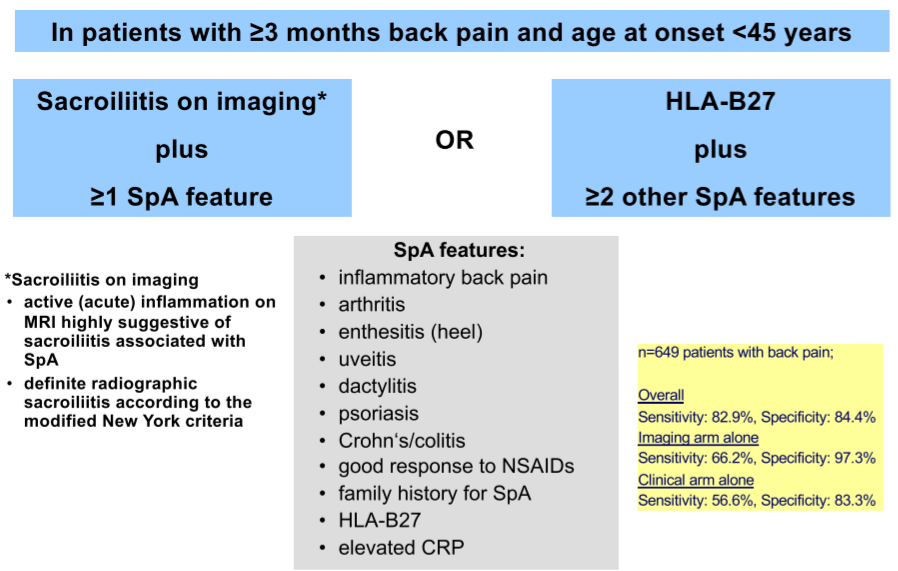 In patients with ≥3 months back pain and age at onset <45 years
Sacroiliitis on imaging*
plus
≥1 SpA feature
OR
HLA-B27
plus
≥2 other SpA features
*Sacroiliitis on imaging
• active (acute) inflammation on
MRI highly suggestive of
sacroiliitis associated with
SpA
• definite radiographic
sacroiliitis according to the
modified New York criteria
SpA features:
• inflammatory back pain
• arthritis
• enthesitis (heel)
• uveitis
• dactylitis
• psoriasis
• Crohn‘s/colitis
• good response to NSAIDs
• family history for SpA
• HLA-B27
• elevated CRP
n=649 patients with back pain;
Overall
Sensitivity: 82.9%, Specificity: 84.4%
Imaging arm alone
Sensitivity: 66.2%, Specificity: 97.3%
Clinical arm alone
Sensitivity: 56.6%, Specificity: 83.3%